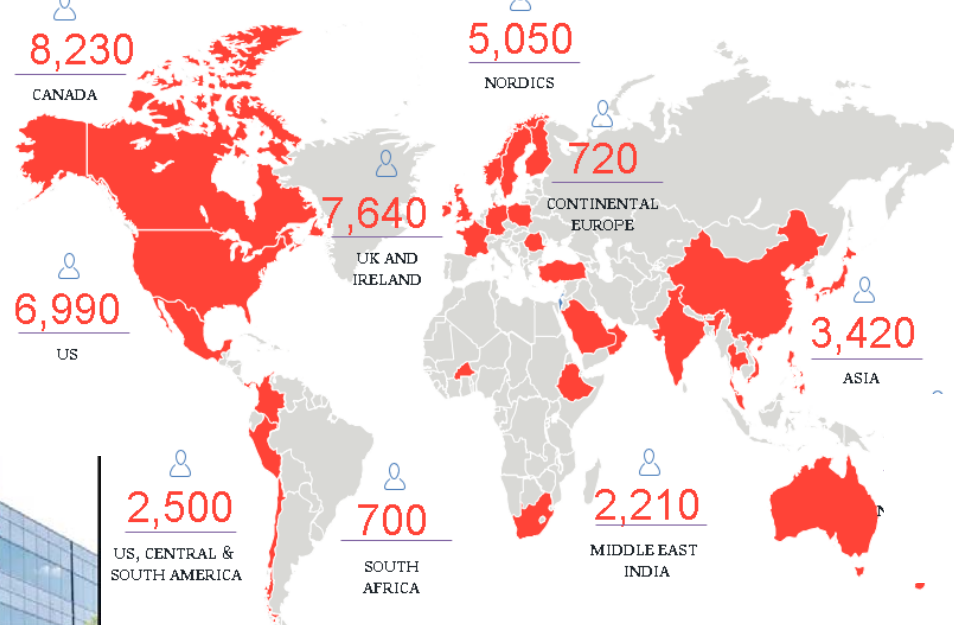 8,230
CANADA
5,050
NORDICS
720
CONTINENTAL
EUROPE
7,640
UK AND
IRELAND
6,990
US
3,420
ASIA
2,500
US, CENTRAL &
SOUTH AMERICA
700
SOUTH
AFRICA
2,210
MIDDLE EAST
INDIA